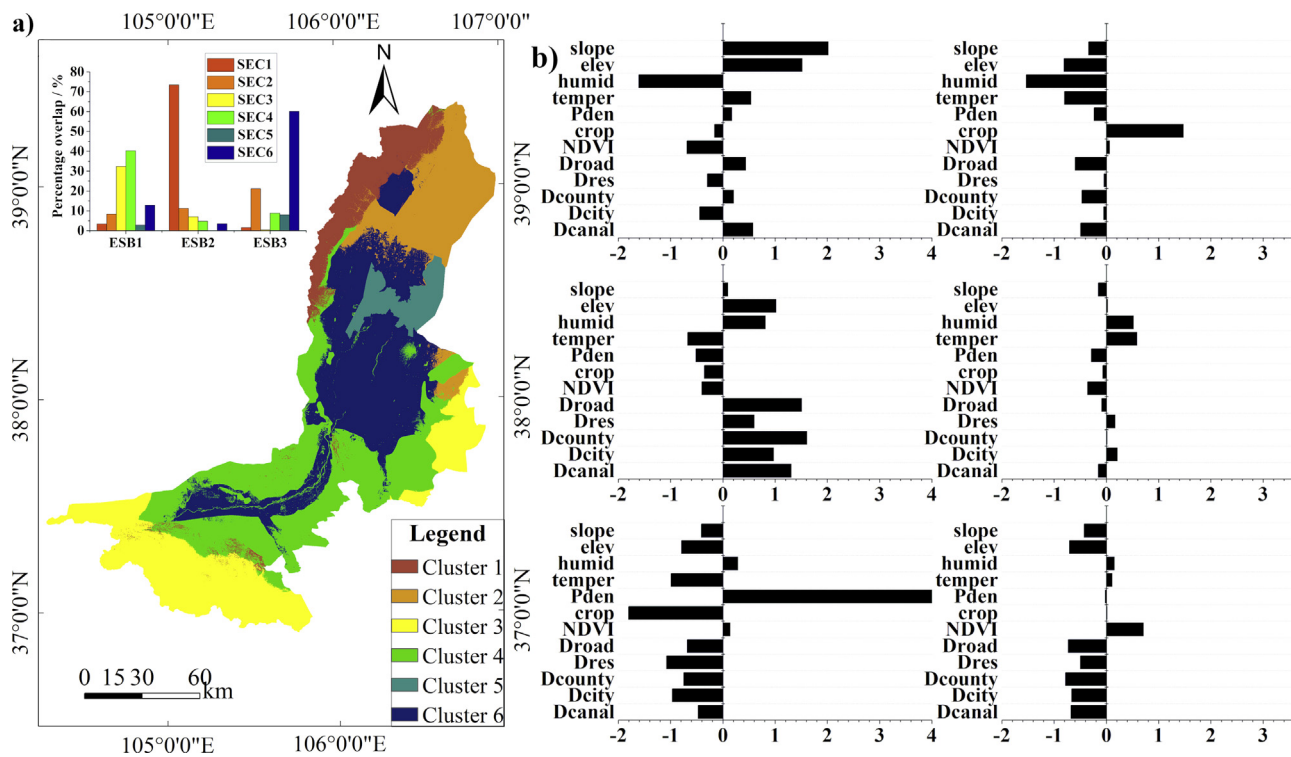 a)
105°0'0"E
106°0'0"E
107°0'0"
N
80
70
60
50
40
30
20
10
0
Percentage overlap / %
SEC1
SEC2
SEC3
SEC4
SEC5
SEC6
ESB1
ESB2
ESB3
39°0'0"N
38°0'0"N
37°0'0"N
39°0'0"N
38°0'0"N
37°0'0"N
Legend
Cluster 1
Cluster 2
Cluster 3
Cluster 4
Cluster 5
Cluster 6
0 15 30 60
km
105°0'0"E
106°0'0"E
b)
slope
elev
humid
temper
Pden
crop
NDVI
Droad
Dres
Dcounty
Dcity
Dcanal
-2 -1 0 1 2 3 4
slope
elev
humid
temper
Pden
crop
NDVI
Droad
Dres
Dcounty
Dcity
Dcanal
-2 -1 0 1 2 3
slope
elev
humid
temper
Pden
crop
NDVI
Droad
Dres
Dcounty
Dcity
Dcanal
-2 -1 0 1 2 3 4
slope
elev
humid
temper
Pden
crop
NDVI
Droad
Dres
Dcounty
Dcity
Dcanal
-2 -1 0 1 2 3
slope
elev
humid
temper
Pden
crop
NDVI
Droad
Dres
Dcounty
Dcity
Dcanal
-2 -1 0 1 2 3 4
slope
elev
humid
temper
Pden
crop
NDVI
Droad
Dres
Dcounty
Dcity
Dcanal
-2 -1 0 1 2 3